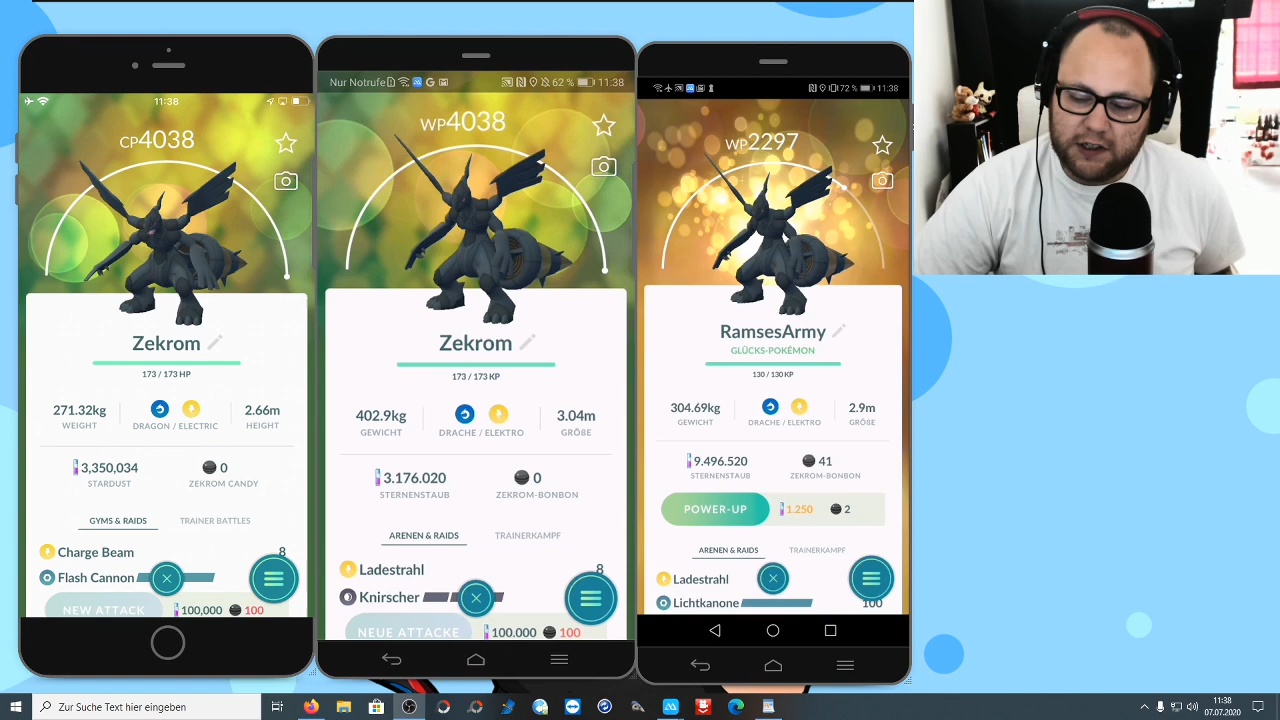 11:38
CP4038
Zekrom
173 / 173 HP
271.32kg
WEIGHT
DRAGON / ELECTRIC
2.66m
HEIGHT
3,350,034
STARDUST
0
ZEKROM CANDY
GYMS & RAIDS
TRAINER BATTLES
Charge Beam
8
Flash Cannon
NEW ATTACK
100,000
100
Nur Notrufe
62 %
11:38
WP4038
Zekrom
173 / 173 KP
402.9kg
GEWICHT
DRACHE / ELEKTRO
3.04m
GRÖßE
3.176.020
STERNENSTAUB
0
ZEKROM-BONBON
ARENEN & RAIDS
TRAINERKAMPF
Ladestrahl
8
Knirscher
NEUE ATTACKE
100.000
100
72 %
11:38
WP2297
RamsesArmy
GLÜCKS-POKÉMON
130 / 130 KP
304.69kg
GEWICHT
DRACHE / ELEKTRO
2.9m
GRÖßE
9.496.520
STERNENSTAUB
41
ZEKROM-BONBON
POWER-UP
1.250
2
ARENEN & RAIDS
TRAINERKAMPF
Ladestrahl
Lichtkanone
100
Zur Suche Text hier eingeben
11:38
07.07.2020